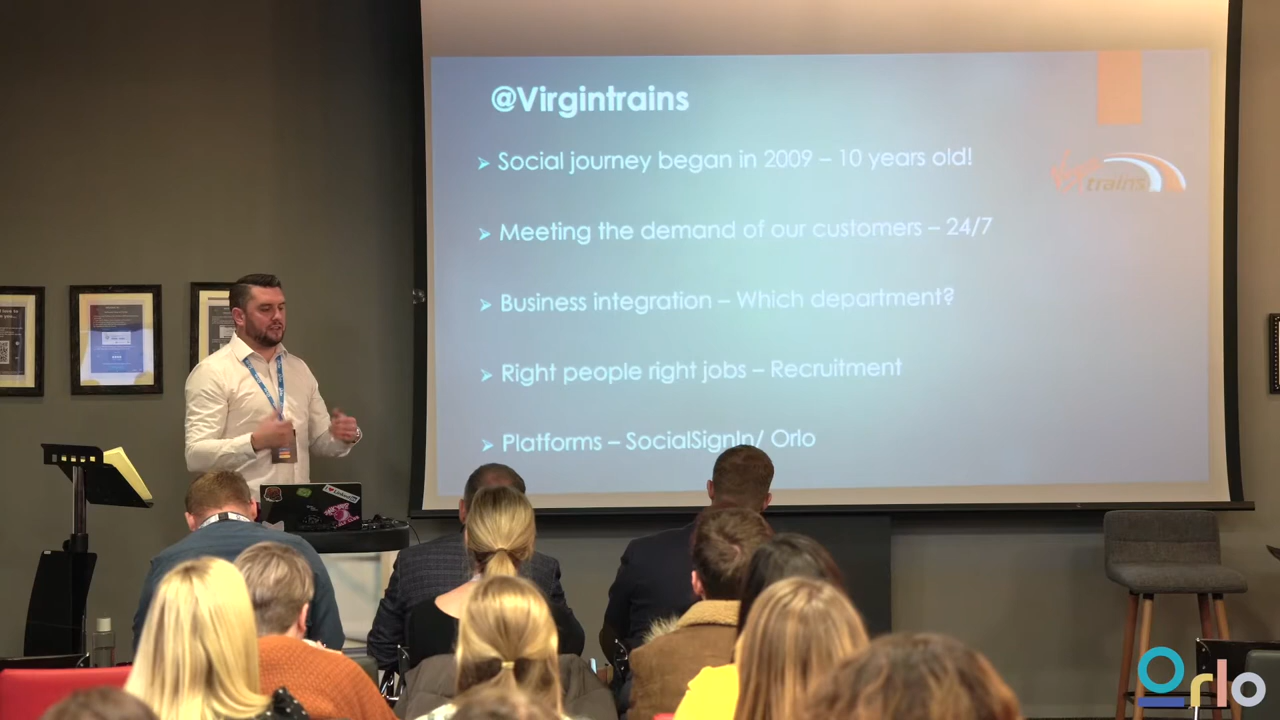 @Virgintrains
➢ Social journey began in 2009 – 10 years old!
Virgin trains
➢ Meeting the demand of our customers – 24/7
➢ Business integration – Which department?
➢ Right people right jobs – Recruitment
➢ Platforms – SocialSignIn/ Orlo
Orlo